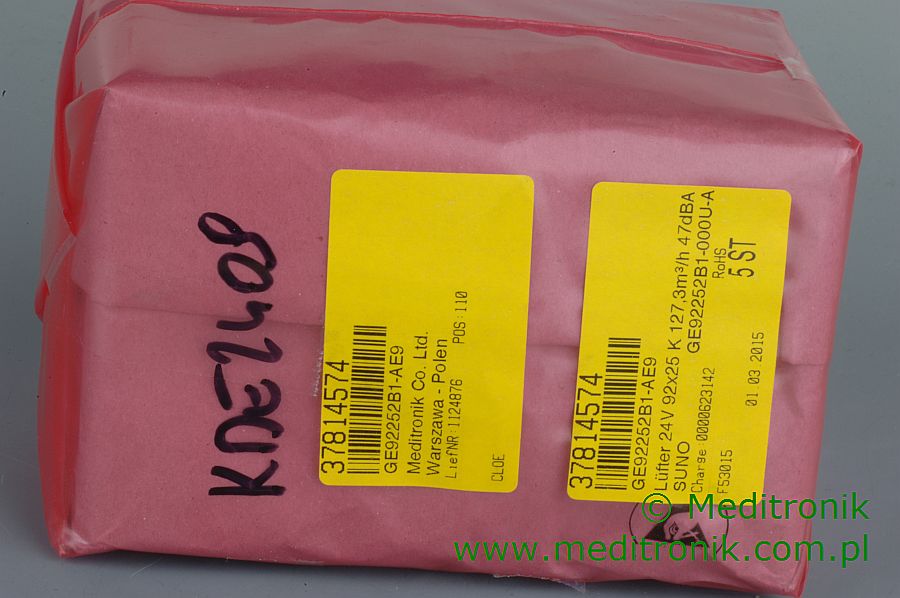 KDE2408
37814574
GE92252B1-AE9
Meditronik Co. Ltd.
Warszawa - Polen
LiefNR:1124876 POS:110
CLOE
37814574
GE92252B1-AE9
Lüfter 24V 92x25 K 127,3m³/h 47dBA
SUNO GE92252B1-000U-A
Charge:0000623142 RoHS
F53015 01.03.2015 5 ST
© Meditronik
www.meditronik.com.pl